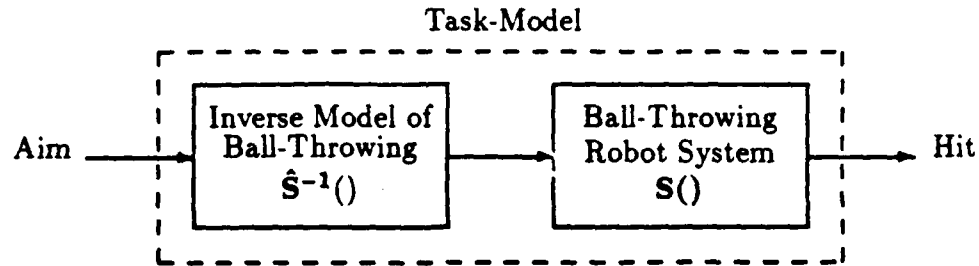 Task-Model
Aim
Inverse Model of
Ball-Throwing
Ŝ⁻¹()
Ball-Throwing
Robot System
S()
Hit